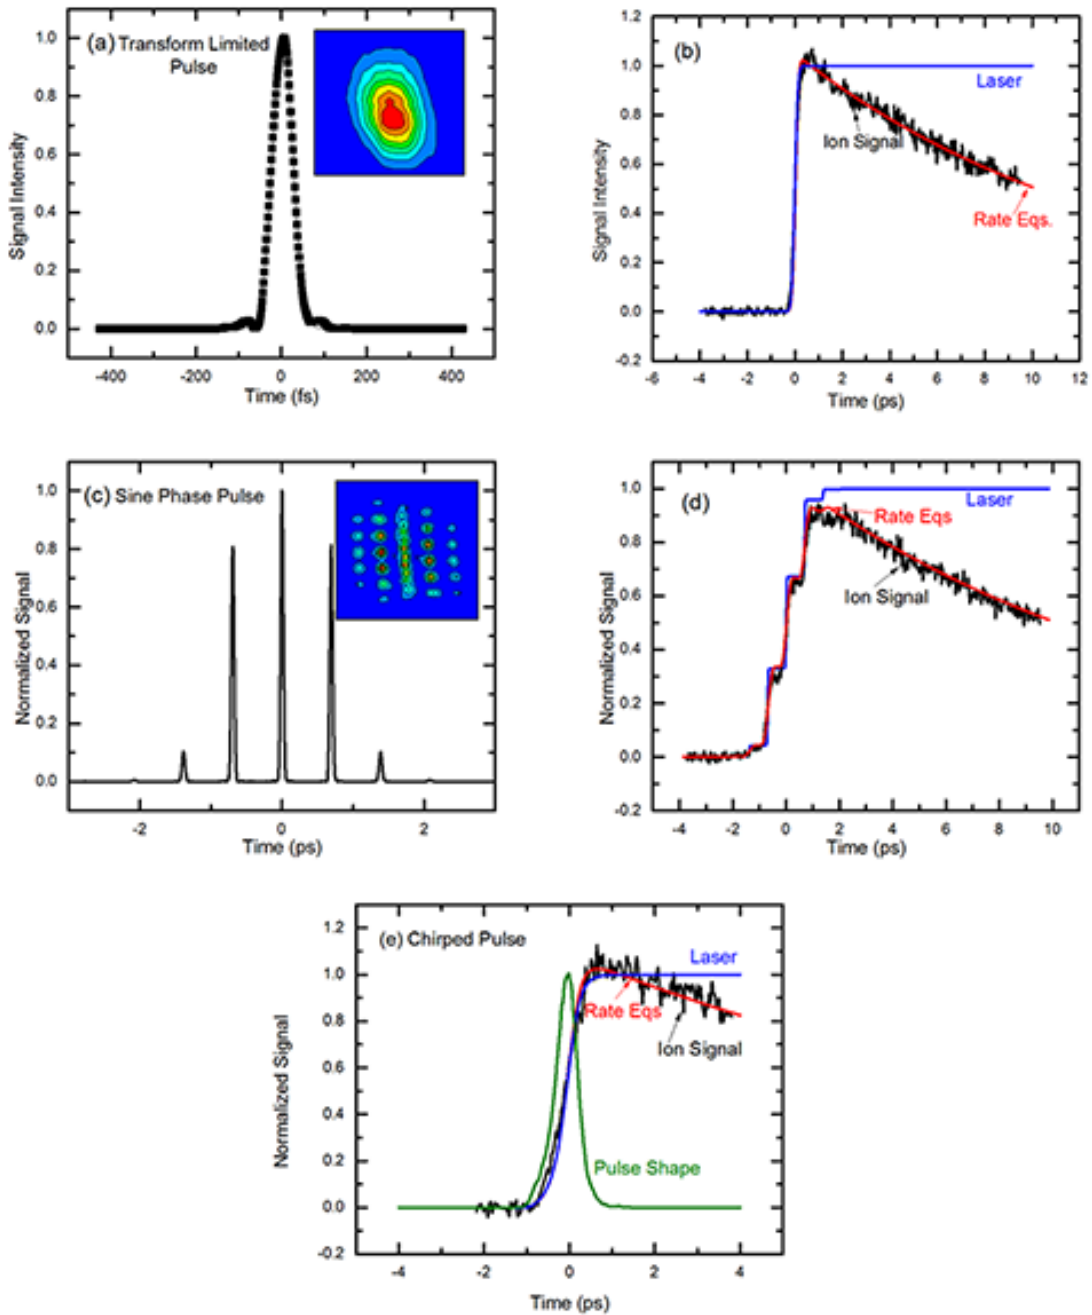 (a) Transform Limited
Pulse
1.0
0.8
0.6
0.4
0.2
0.0
Signal Intensity
-400
-200
0
200
400
Time (fs)
(b)
1.2
1.0
0.8
0.6
0.4
0.2
0.0
-0.2
Signal Intensity
Laser
Ion Signal
Rate Eqs.
-6
-4
-2
0
2
4
6
8
10
12
Time (ps)
(c) Sine Phase Pulse
1.0
0.8
0.6
0.4
0.2
0.0
Normalized Signal
-2
0
2
Time (ps)
(d)
1.0
0.8
0.6
0.4
0.2
0.0
-0.2
Normalized Signal
Laser
Rate Eqs
Ion Signal
-4
-2
0
2
4
6
8
10
Time (ps)
(e) Chirped Pulse
1.2
1.0
0.8
0.6
0.4
0.2
0.0
-0.2
Normalized Signal
Laser
Rate Eqs
Ion Signal
Pulse Shape
-4
-2
0
2
4
Time (ps)